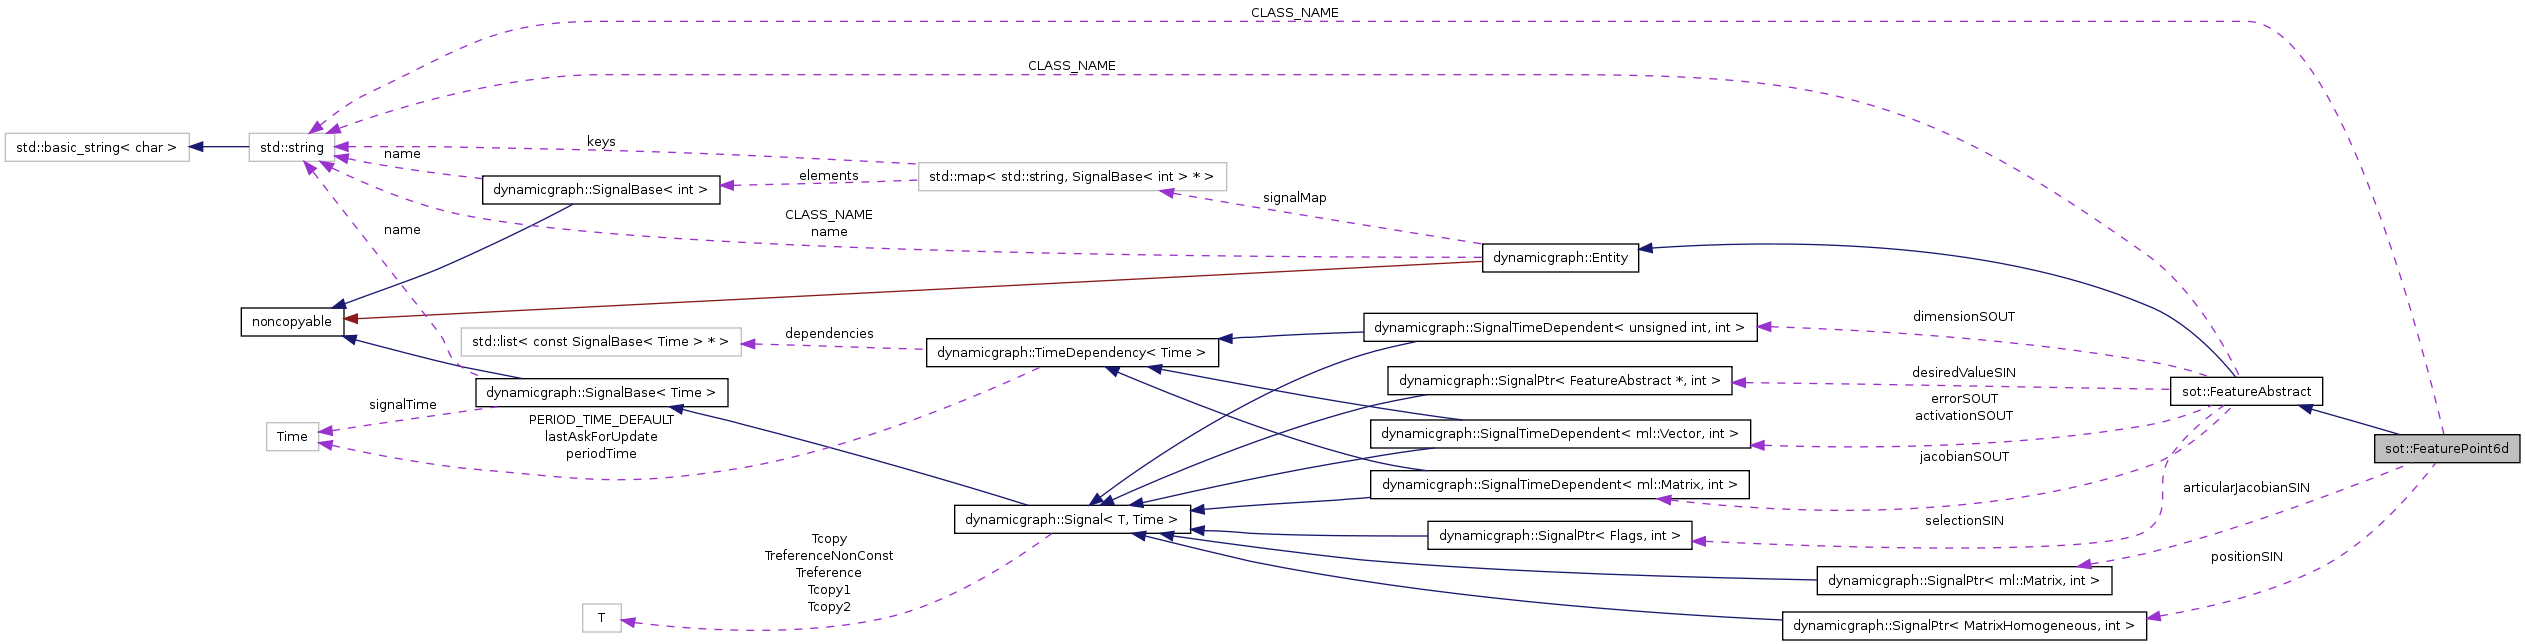 CLASS_NAME
CLASS_NAME
std::basic_string< char >
std::string
keys
name
elements
dynamicgraph::SignalBase< int >
std::map< std::string, SignalBase< int > * >
signalMap
CLASS_NAME
name
name
dynamicgraph::Entity
noncopyable
std::list< const SignalBase< Time > * >
dependencies
dynamicgraph::TimeDependency< Time >
dynamicgraph::SignalTimeDependent< unsigned int, int >
dimensionSOUT
dynamicgraph::SignalPtr< FeatureAbstract *, int >
desiredValueSIN
sot::FeatureAbstract
dynamicgraph::SignalBase< Time >
signalTime
errorSOUT
activationSOUT
Time
PERIOD_TIME_DEFAULT
lastAskForUpdate
periodTime
dynamicgraph::SignalTimeDependent< ml::Vector, int >
sot::FeaturePoint6d
jacobianSOUT
dynamicgraph::SignalTimeDependent< ml::Matrix, int >
articularJacobianSIN
dynamicgraph::Signal< T, Time >
selectionSIN
dynamicgraph::SignalPtr< Flags, int >
Tcopy
TreferenceNonConst
Treference
Tcopy1
Tcopy2
positionSIN
dynamicgraph::SignalPtr< ml::Matrix, int >
T
dynamicgraph::SignalPtr< MatrixHomogeneous, int >